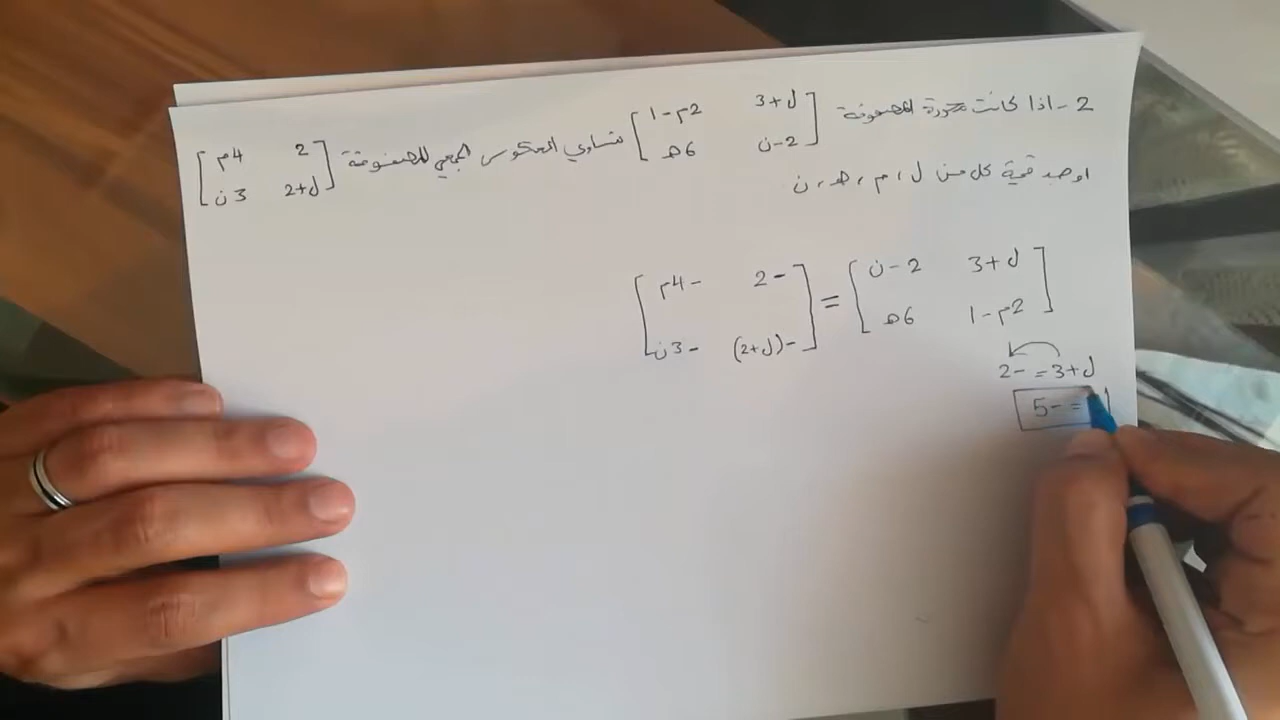 2 - اذا كانت محورة المصفوفة [ ل+3 2م-1 تساوي المعكوس الجمعي للمصفوفة [ 2 4م
2-ن 6هـ ] ل+2 3ن ]
اوجد قيمة كل من ل ، م ، هـ ، ن
[ ل+3 2-ن ] = [ -2 -4م ]
[ 2م-1 6هـ ] [ -(ل+2) -3ن ]
ل+3 = -2
= -5